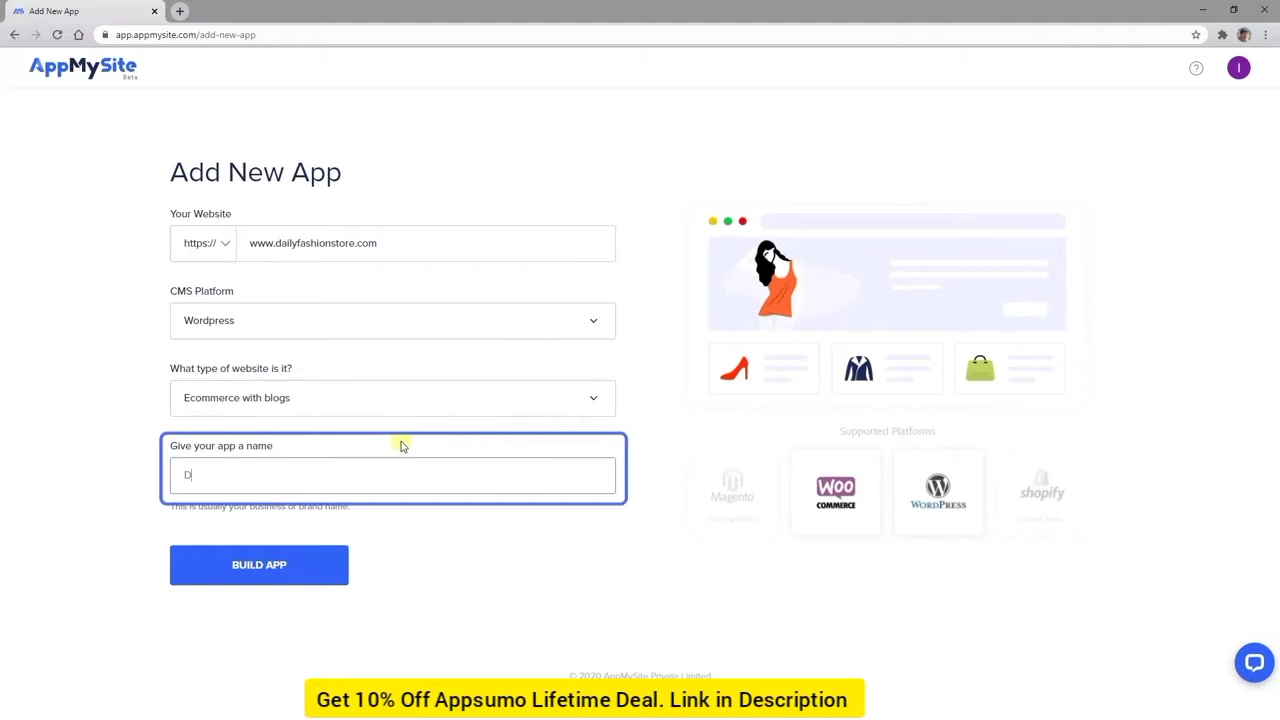 Add New App
app.appmysite.com/add-new-app
AppMySite
Beta
I
Add New App
Your Website
https://
www.dailyfashionstore.com
CMS Platform
Wordpress
What type of website is it?
Ecommerce with blogs
Give your app a name
D
This is usually your business or brand name.
BUILD APP
Supported Platforms
Magento
WOO
COMMERCE
WORDPRESS
shopify
© 2020 AppMySite Private Limited
Get 10% Off Appsumo Lifetime Deal. Link in Description